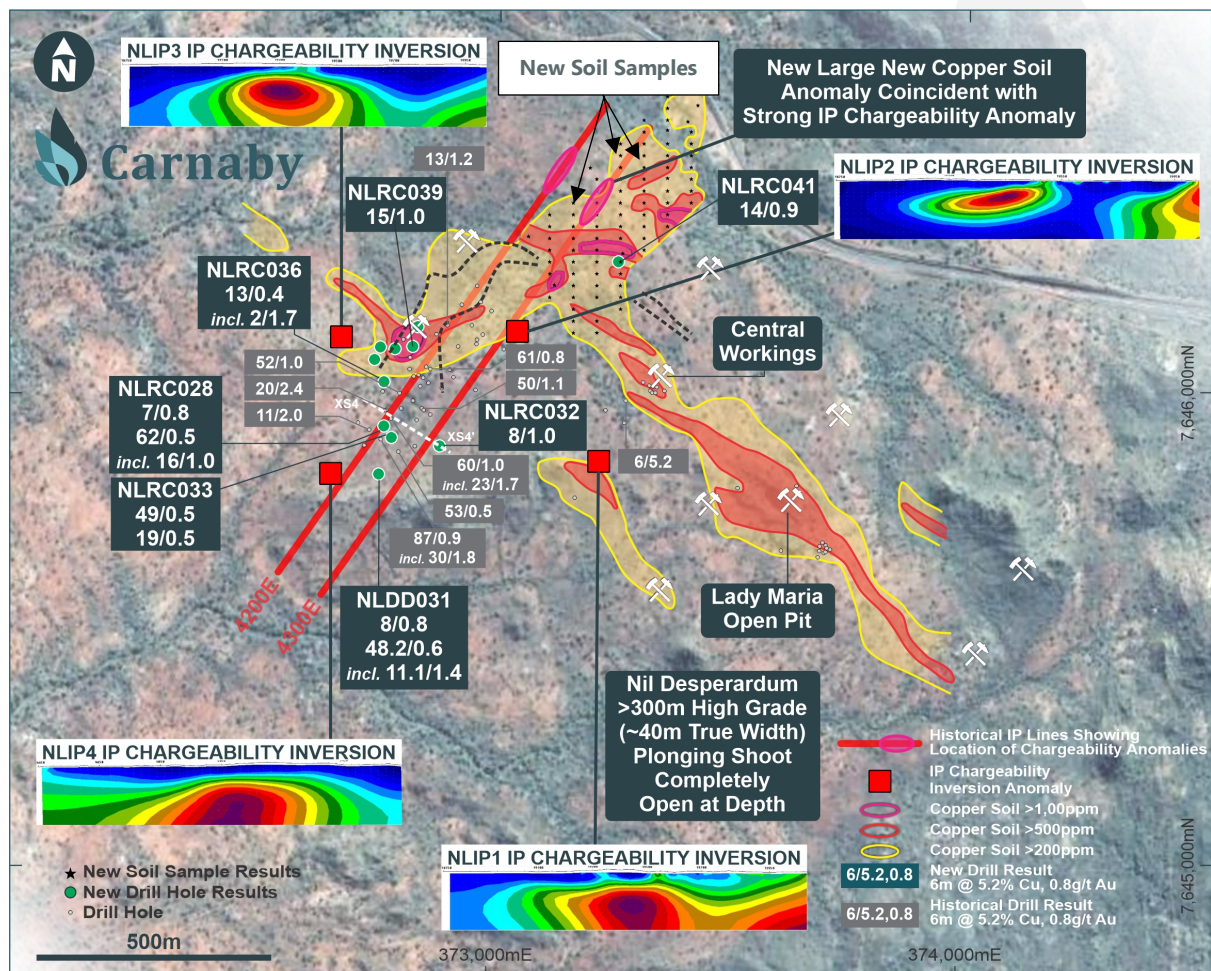 NLIP3 IP CHARGEABILITY INVERSION
N
Carnaby
New Soil Samples
New Large New Copper Soil
Anomaly Coincident with
Strong IP Chargeability Anomaly
NLIP2 IP CHARGEABILITY INVERSION
13/1.2
NLRC039
15/1.0
NLRC041
14/0.9
NLRC036
13/0.4
incl. 2/1.7
52/1.0
20/2.4
11/2.0
XS4
XS4'
61/0.8
50/1.1
Central
Workings
NLRC028
7/0.8
62/0.5
incl. 16/1.0
NLRC032
8/1.0
6/5.2
60/1.0
incl. 23/1.7
53/0.5
NLRC033
49/0.5
19/0.5
87/0.9
incl. 30/1.8
4200E
4300E
NLDD031
8/0.8
48.2/0.6
incl. 11.1/1.4
Lady Maria
Open Pit
Nil Desperardum
>300m High Grade
(~40m True Width)
Plonging Shoot
Completely
Open at Depth
NLIP4 IP CHARGEABILITY INVERSION
NLIP1 IP CHARGEABILITY INVERSION
New Soil Sample Results
New Drill Hole Results
Drill Hole
500m
Historical IP Lines Showing
Location of Chargeability Anomalies
IP Chargeability
Inversion Anomaly
Copper Soil >1,00ppm
Copper Soil >500ppm
Copper Soil >200ppm
6/5.2,0.8 New Drill Result
6m @ 5.2% Cu, 0.8g/t Au
6/5.2,0.8 Historical Drill Result
6m @ 5.2% Cu, 0.8g/t Au
7,646,000mN
7,645,000mN
373,000mE
374,000mE